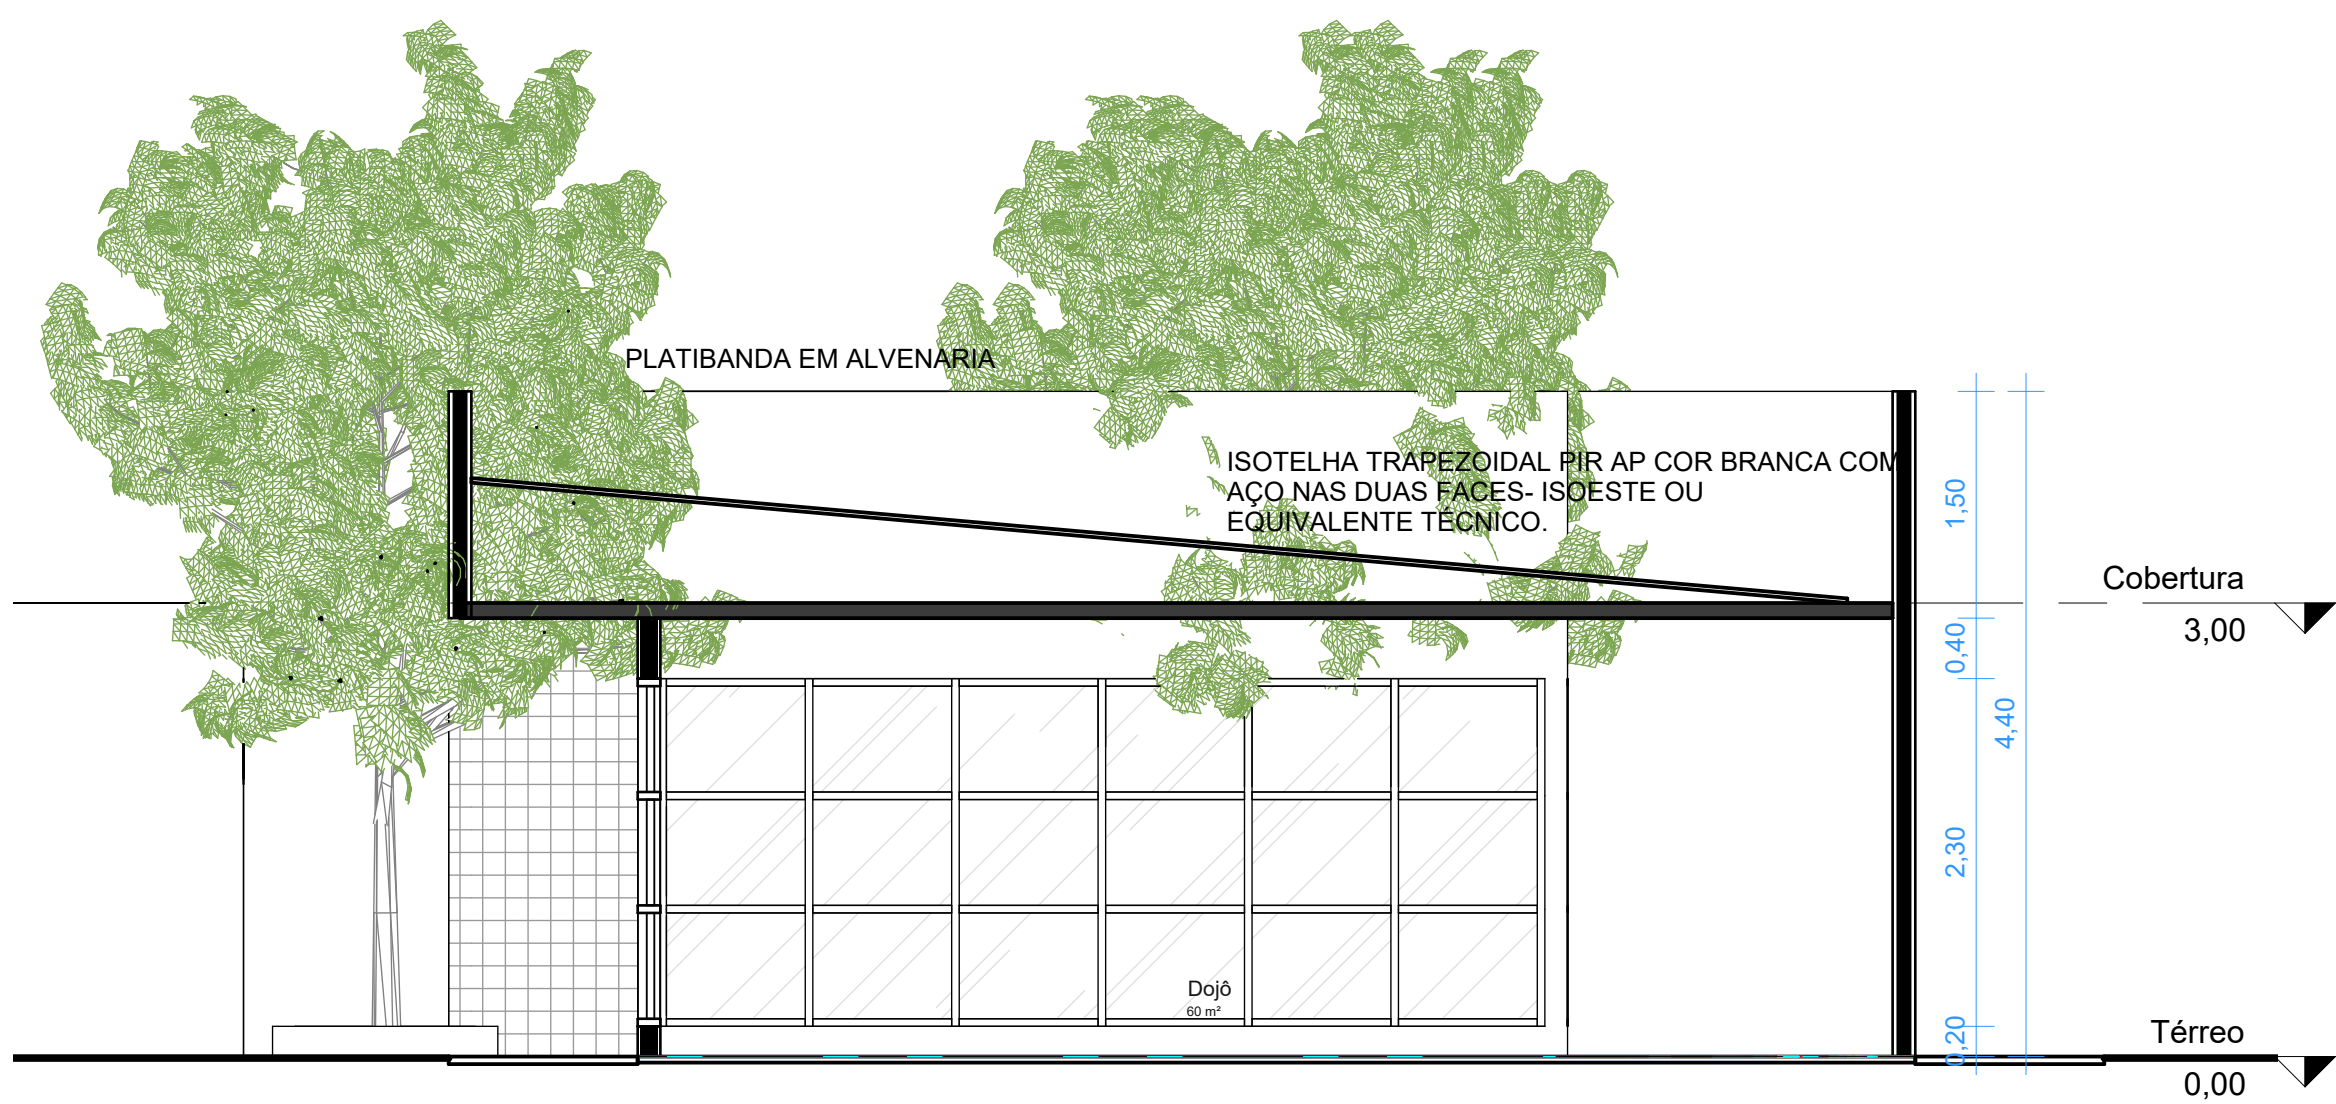 PLATIBANDA EM ALVENARIA
ISOTELHA TRAPEZOIDAL PIR AP COR BRANCA COM
AÇO NAS DUAS FACES- ISOESTE OU
EQUIVALENTE TÉCNICO.
1,50
Cobertura
3,00
0,40
4,40
2,30
Dojô
60 m²
0,20
Térreo
0,00